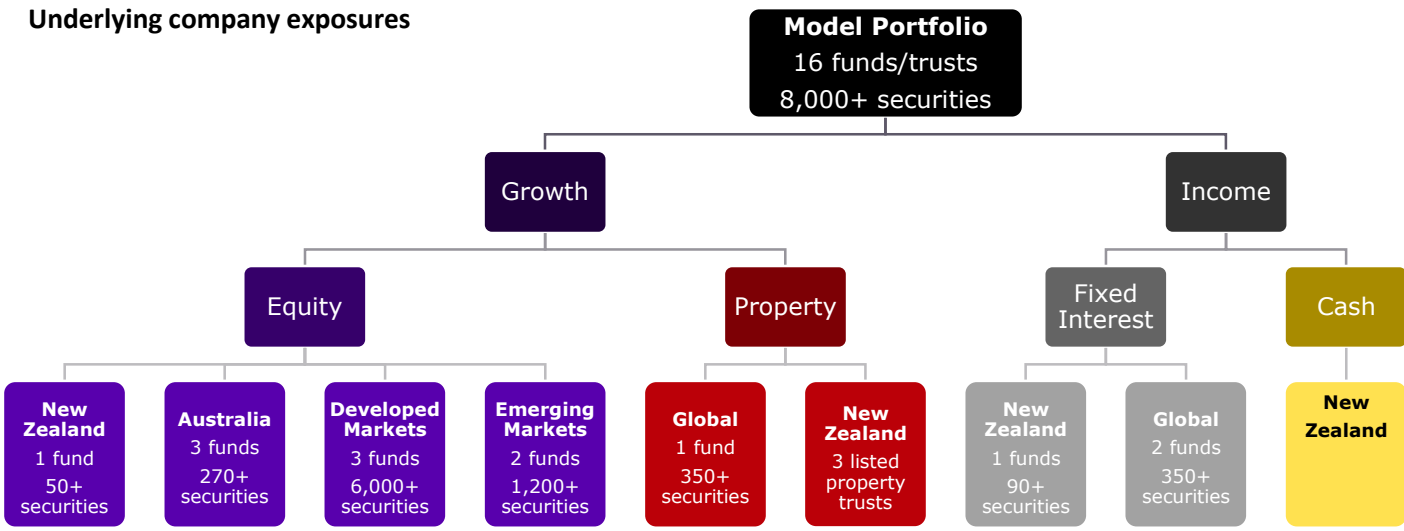 Underlying company exposures
Model Portfolio
16 funds/trusts
8,000+ securities
Growth
Income
Equity
Property
Fixed
Interest
Cash
New
Zealand
1 fund
50+
securities
Australia
3 funds
270+
securities
Developed
Markets
3 funds
6,000+
securities
Emerging
Markets
2 funds
1,200+
securities
Global
1 fund
350+
securities
New
Zealand
3 listed
property
trusts
New
Zealand
1 funds
90+
securities
Global
2 funds
350+
securities
New
Zealand